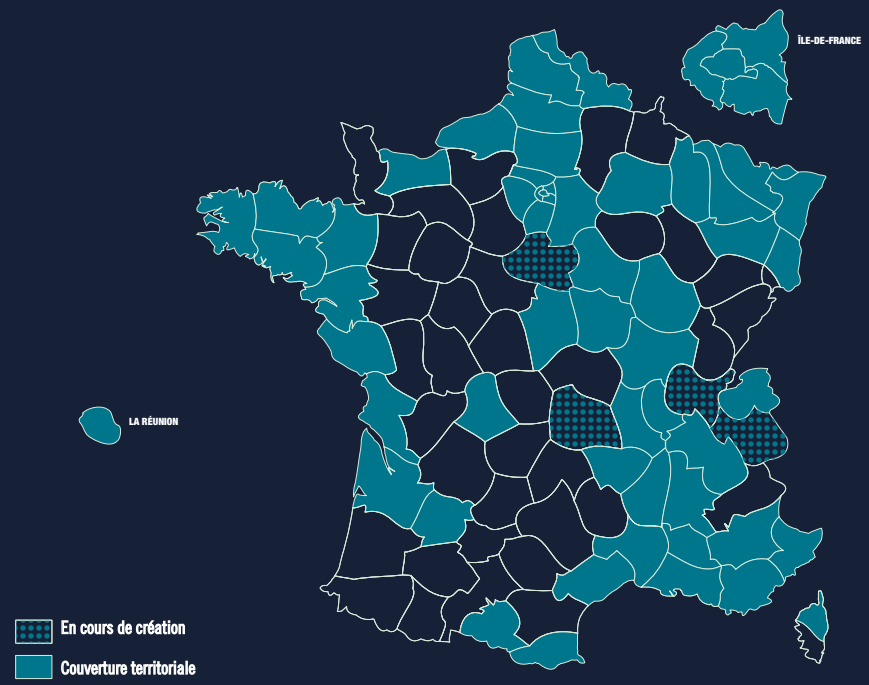 ÎLE-DE-FRANCE
LA RÉUNION
En cours de création
Couverture territoriale